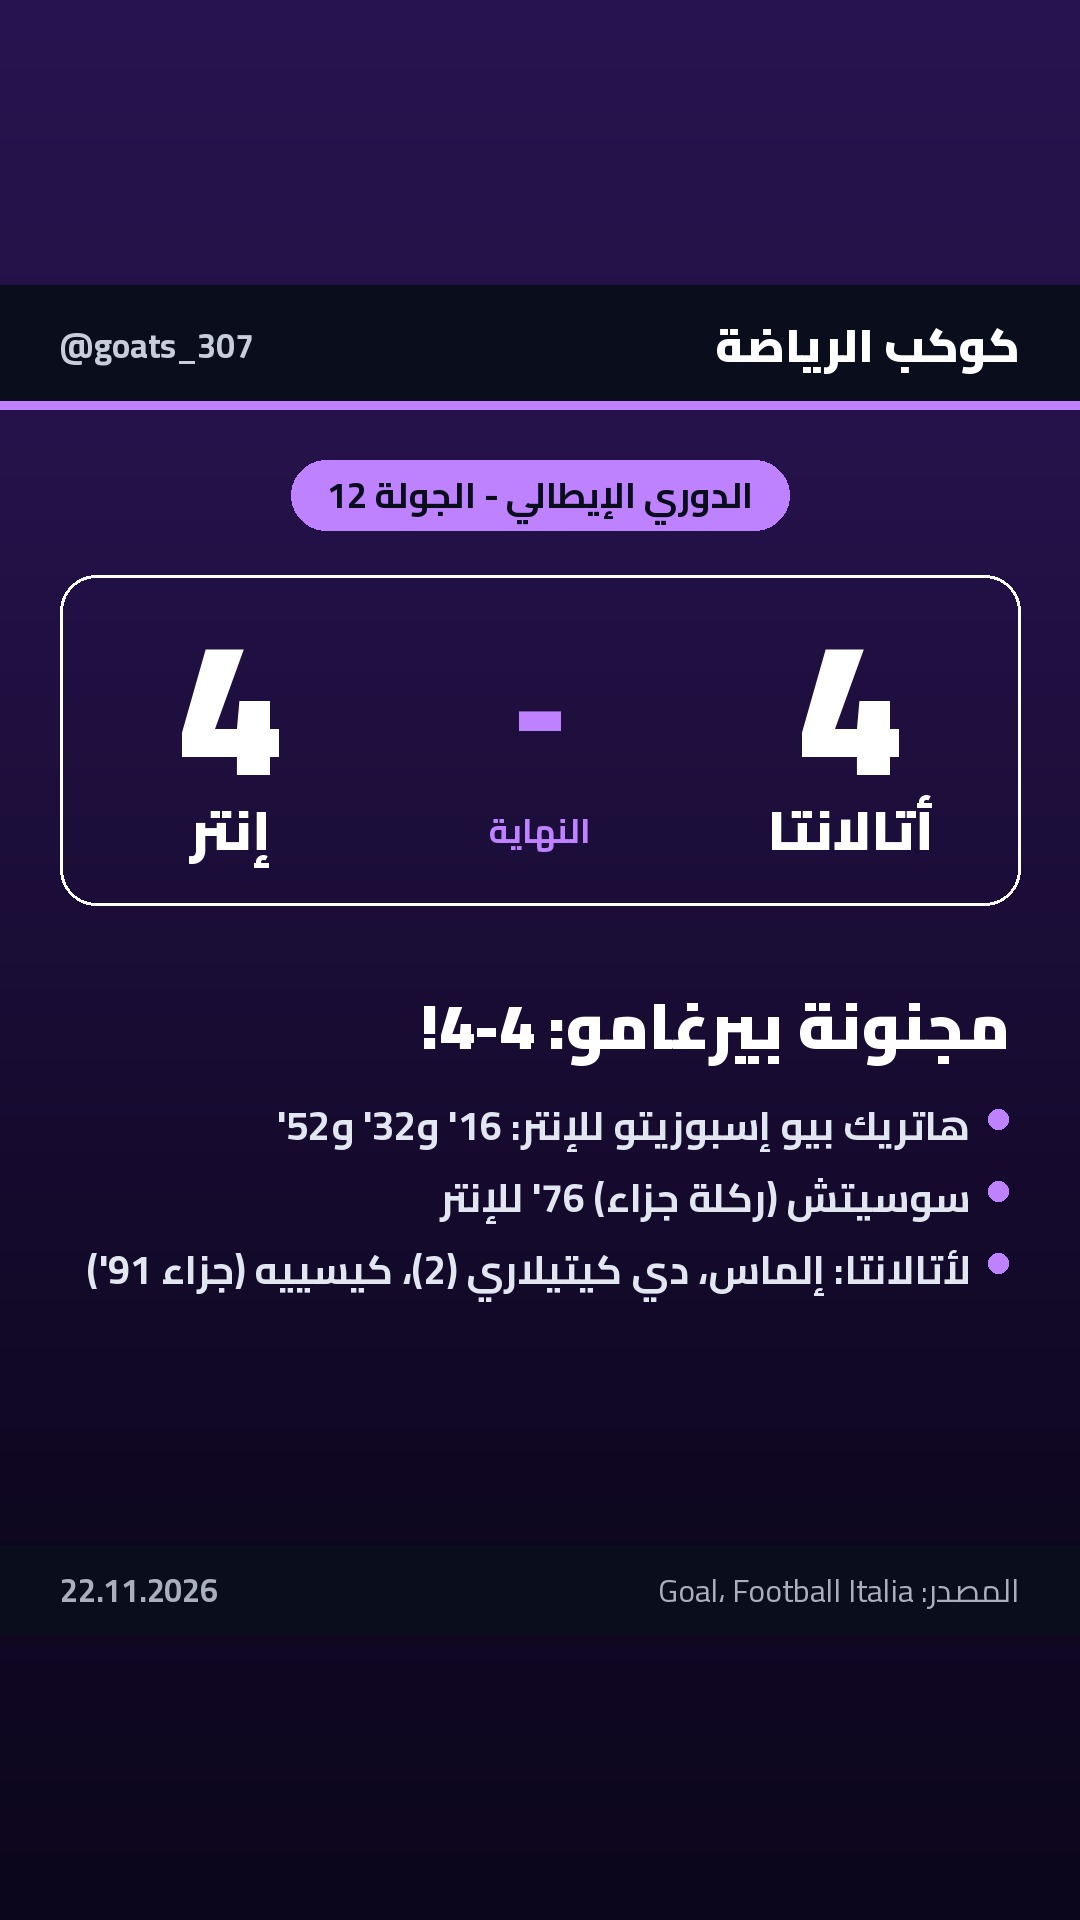 كوكب الرياضة
@goats_307
الدوري الإيطالي - الجولة 12
4 - 4
أتالانتا النهاية إنتر
مجنونة بيرغامو: 4-4!
هاتريك بيو إسبوزيتو للإنتر: 16' و32' و52'
سوسيتش (ركلة جزاء) 76' للإنتر
لأتالانتا: إلماس، دي كيتيلاري (2)، كيسييه (جزاء 91')
المصدر: Goal، Football Italia
22.11.2026